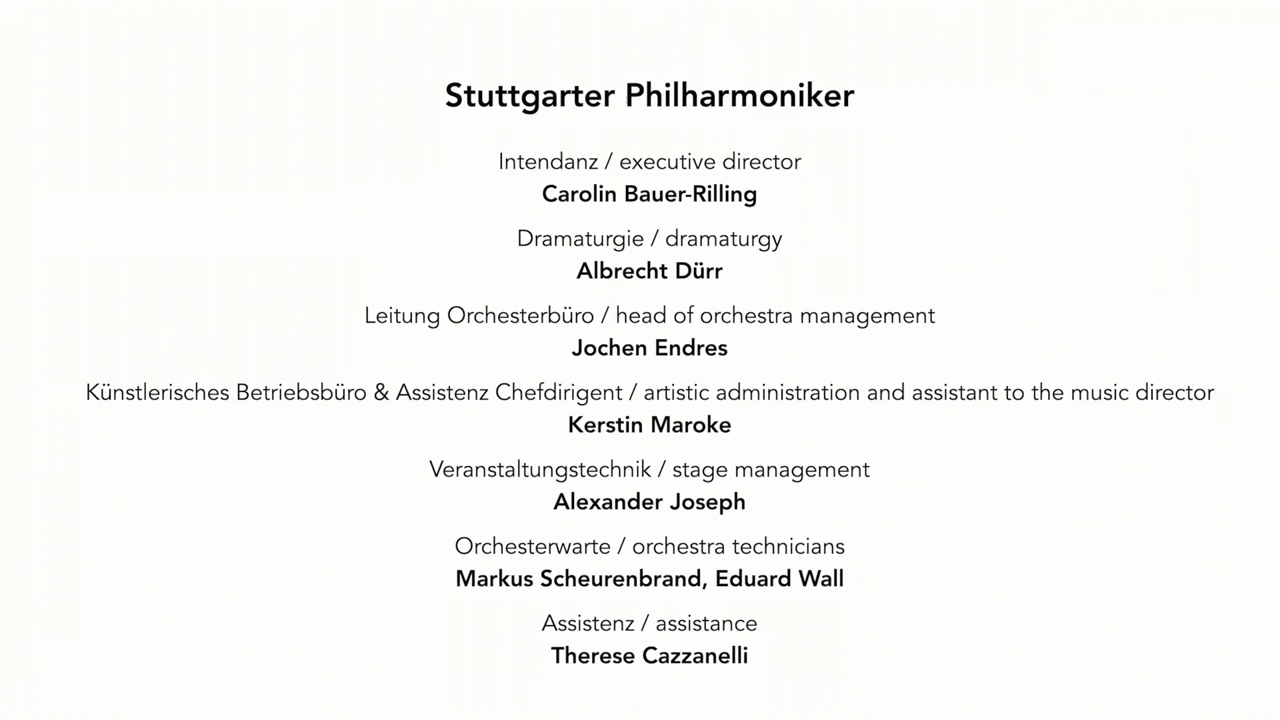 Stuttgarter Philharmoniker
Intendanz / executive director
Carolin Bauer-Rilling
Dramaturgie / dramaturgy
Albrecht Dürr
Leitung Orchesterbüro / head of orchestra management
Jochen Endres
Künstlerisches Betriebsbüro & Assistenz Chefdirigent / artistic administration and assistant to the music director
Kerstin Maroke
Veranstaltungstechnik / stage management
Alexander Joseph
Orchesterwarte / orchestra technicians
Markus Scheurenbrand, Eduard Wall
Assistenz / assistance
Therese Cazzanelli